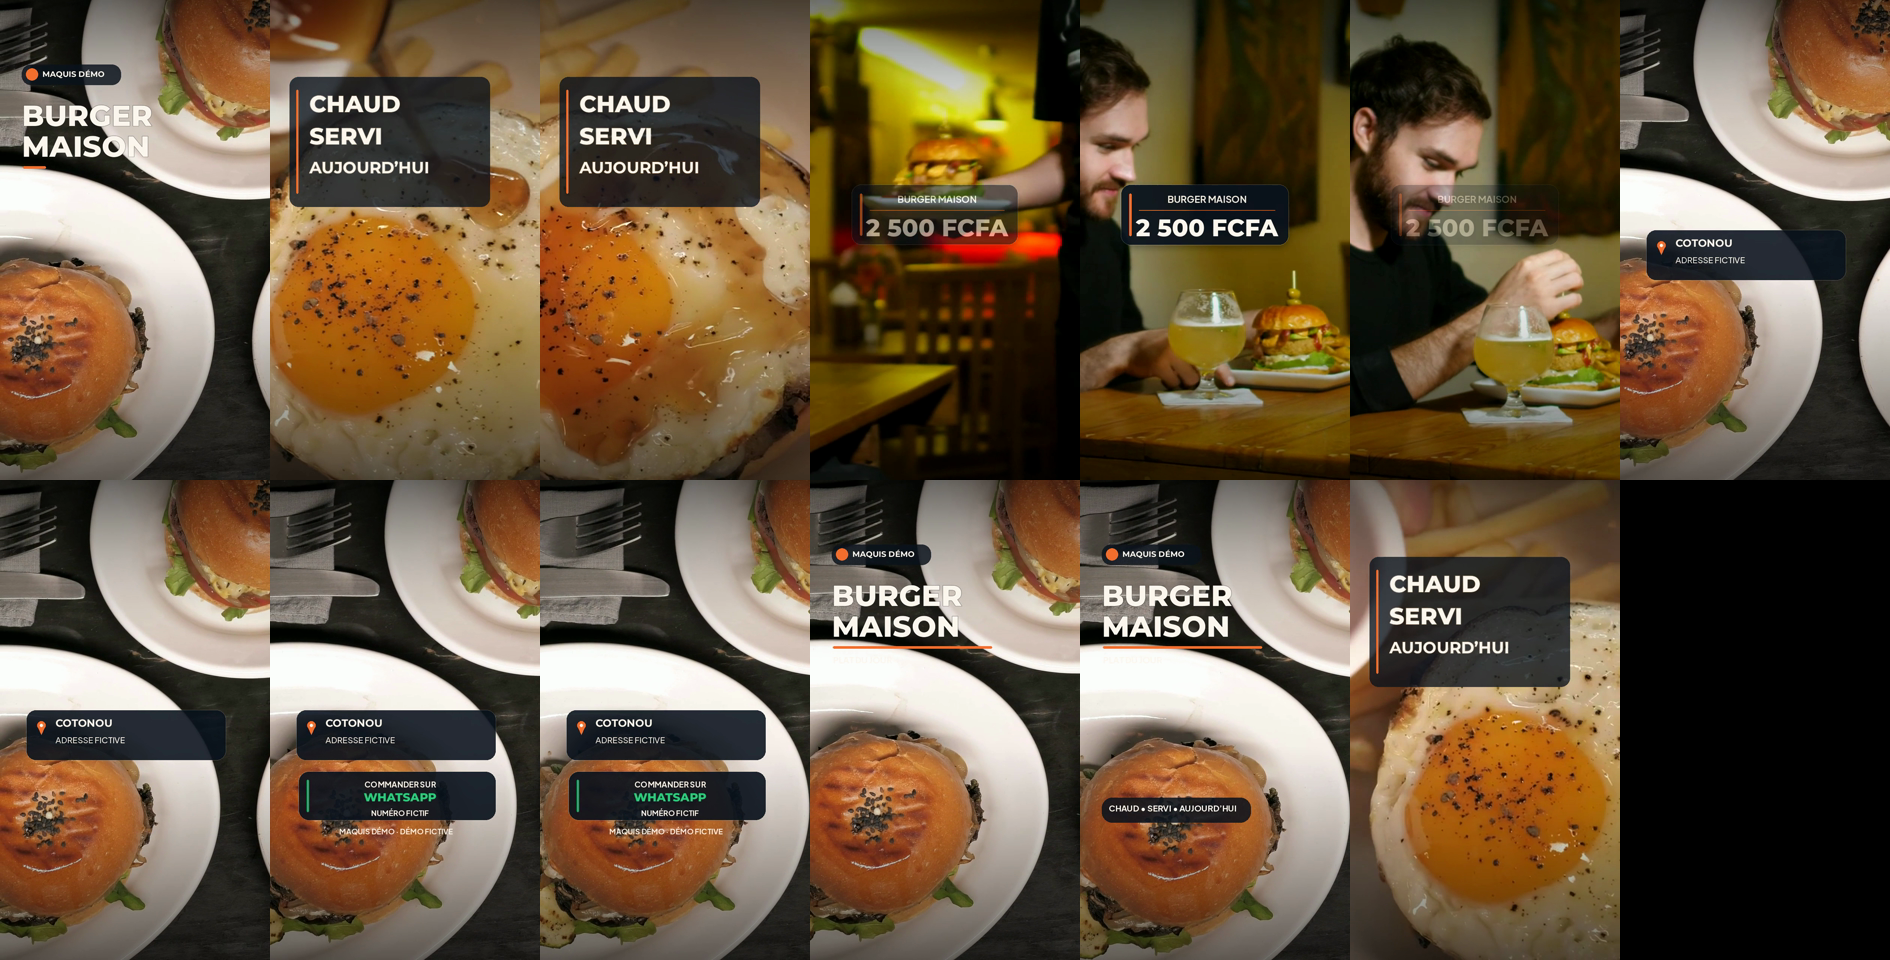 MAQUIS DÉMO
BURGER
MAISON
CHAUD
SERVI
AUJOURD'HUI
CHAUD
SERVI
AUJOURD'HUI
BURGER MAISON
2 500 FCFA
BURGER MAISON
2 500 FCFA
BURGER MAISON
2 500 FCFA
COTONOU
ADRESSE FICTIVE
COTONOU
ADRESSE FICTIVE
COTONOU
ADRESSE FICTIVE
COMMANDER SUR
WHATSAPP
NUMÉRO FICTIF
MAQUIS DÉMO · DÉMO FICTIVE
COTONOU
ADRESSE FICTIVE
COMMANDER SUR
WHATSAPP
NUMÉRO FICTIF
MAQUIS DÉMO · DÉMO FICTIVE
MAQUIS DÉMO
BURGER
MAISON
MAQUIS DÉMO
BURGER
MAISON
CHAUD • SERVI • AUJOURD'HUI
CHAUD
SERVI
AUJOURD'HUI